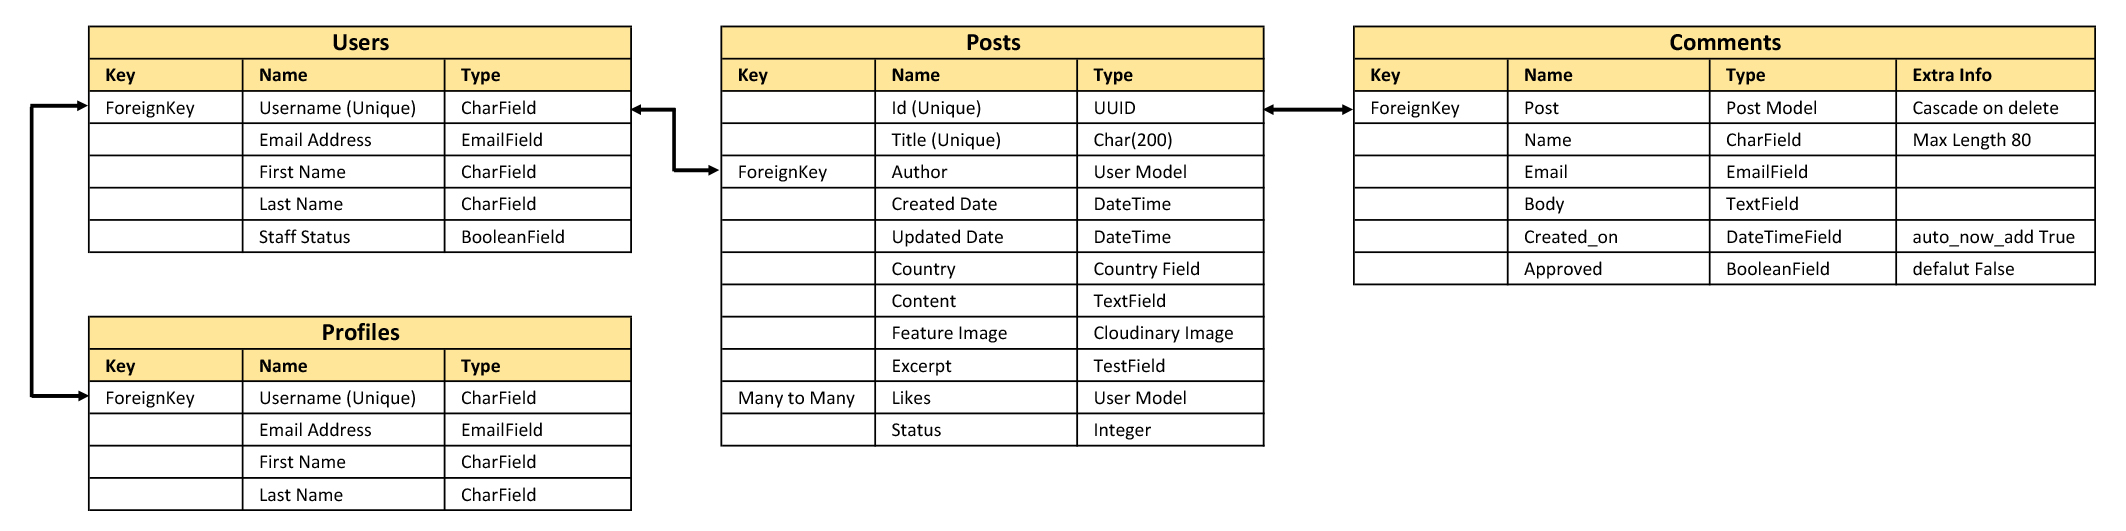 Users
Key Name Type
ForeignKey Username (Unique) CharField
Email Address EmailField
First Name CharField
Last Name CharField
Staff Status BooleanField
Profiles
Key Name Type
ForeignKey Username (Unique) CharField
Email Address EmailField
First Name CharField
Last Name CharField
Posts
Key Name Type
Id (Unique) UUID
Title (Unique) Char(200)
ForeignKey Author User Model
Created Date DateTime
Updated Date DateTime
Country Country Field
Content TextField
Feature Image Cloudinary Image
Excerpt TestField
Many to Many Likes User Model
Status Integer
Comments
Key Name Type Extra Info
ForeignKey Post Post Model Cascade on delete
Name CharField Max Length 80
Email EmailField
Body TextField
Created_on DateTimeField auto_now_add True
Approved BooleanField defalut False